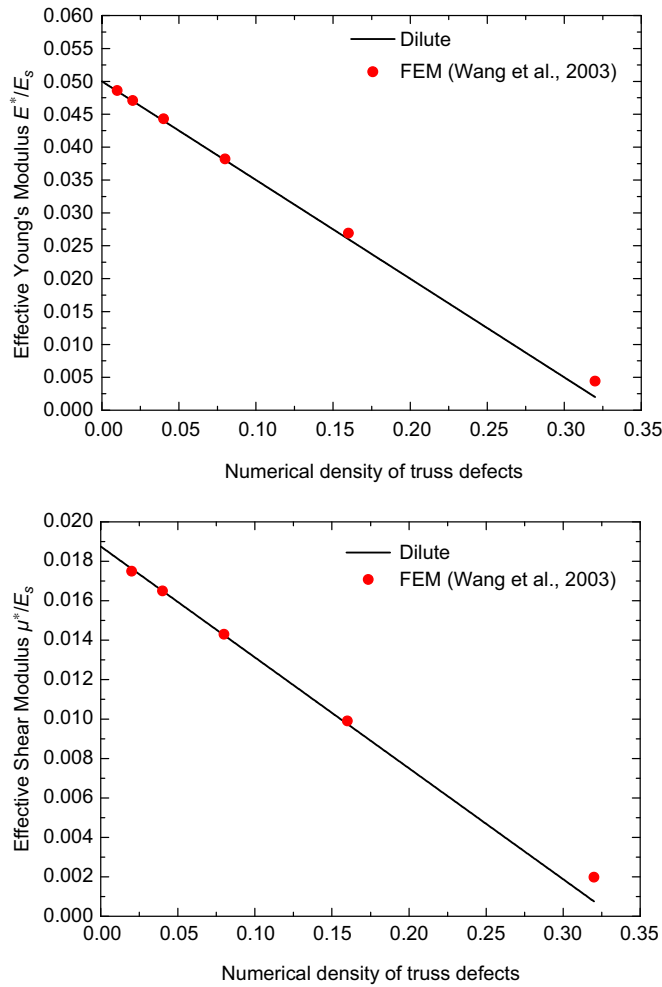 0.060
0.055
0.050
0.045
0.040
0.035
0.030
0.025
0.020
0.015
0.010
0.005
0.000
Effective Young's Modulus E*/Es
Dilute
FEM (Wang et al., 2003)
0.00 0.05 0.10 0.15 0.20 0.25 0.30 0.35
Numerical density of truss defects
0.020
0.018
0.016
0.014
0.012
0.010
0.008
0.006
0.004
0.002
0.000
Effective Shear Modulus μ*/Es
Dilute
FEM (Wang et al., 2003)
0.00 0.05 0.10 0.15 0.20 0.25 0.30 0.35
Numerical density of truss defects